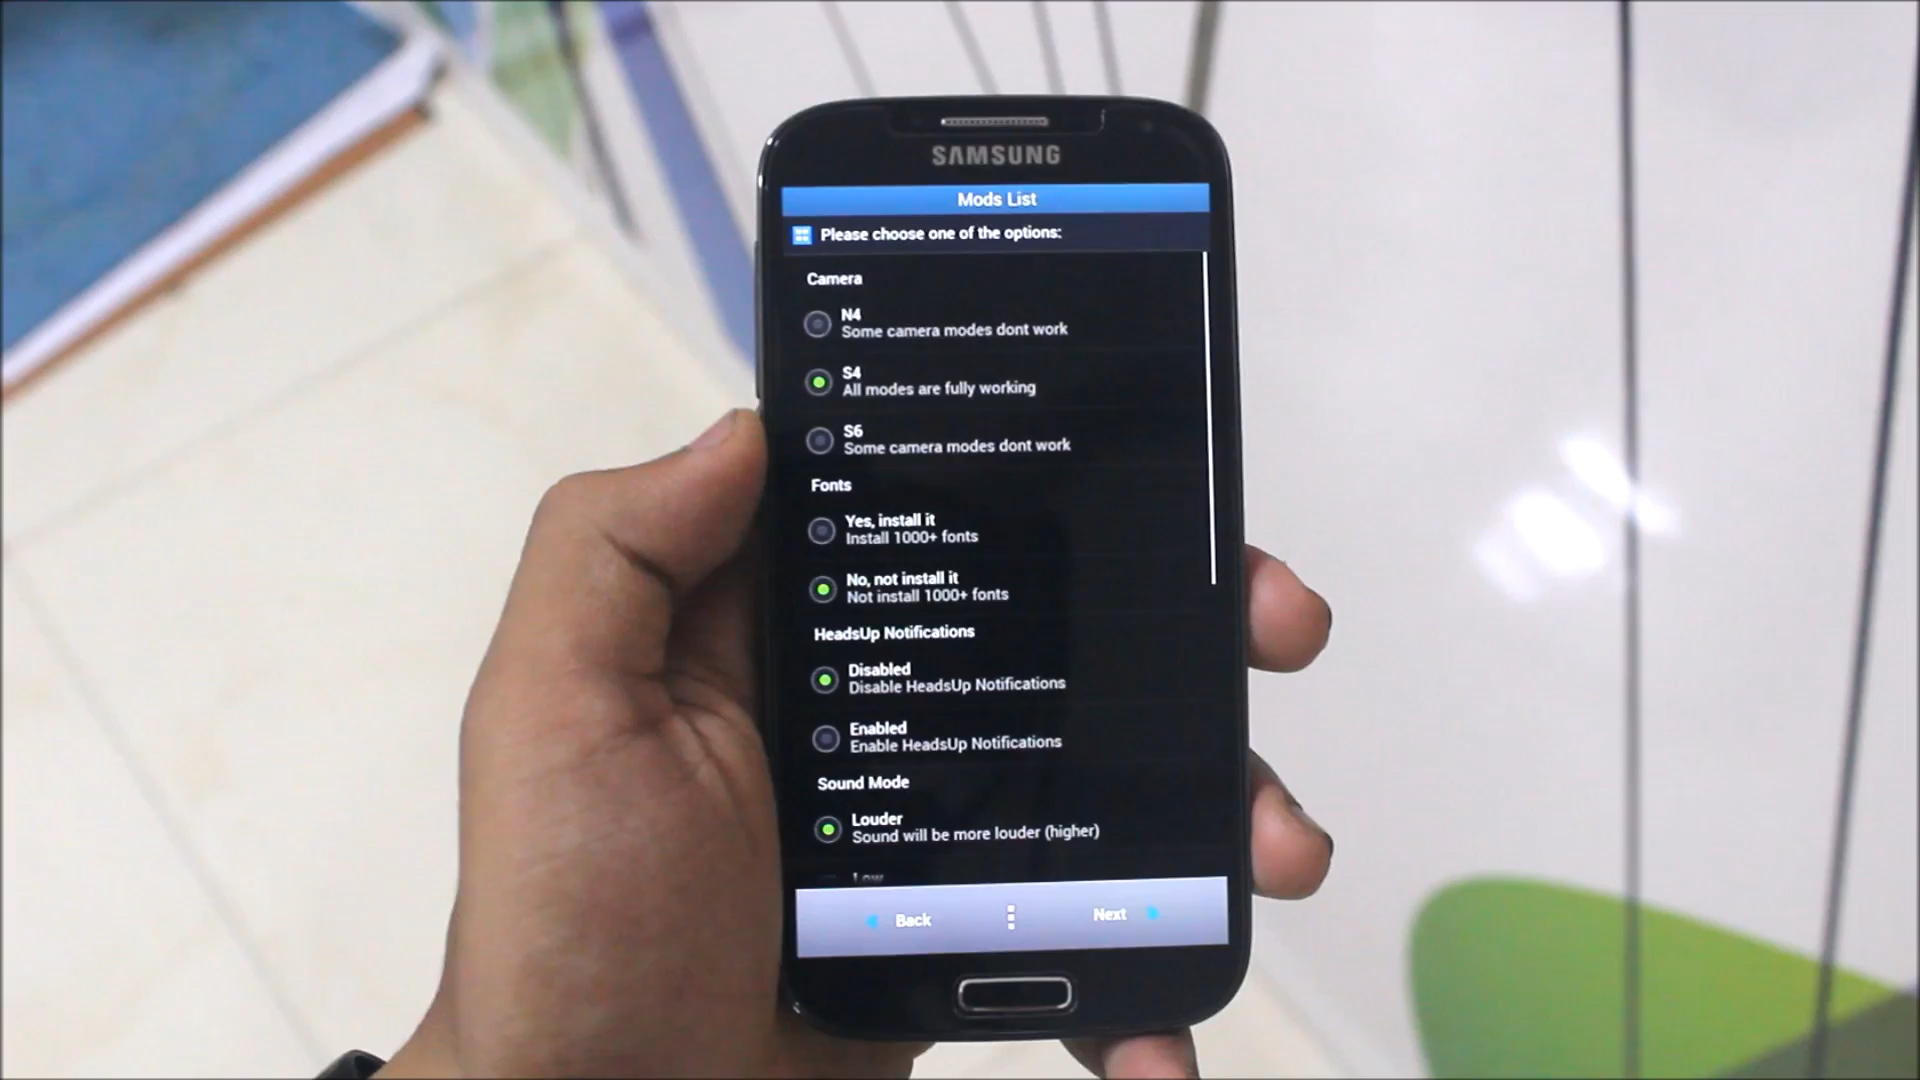 SAMSUNG
Mods List
Please choose one of the options:
Camera
N4
Some camera modes dont work
S4
All modes are fully working
S6
Some camera modes dont work
Fonts
Yes, install it
Install 1000+ fonts
No, not install it
Not install 1000+ fonts
HeadsUp Notifications
Disabled
Disable HeadsUp Notifications
Enabled
Enable HeadsUp Notifications
Sound Mode
Louder
Sound will be more louder (higher)
Low
Back
Next